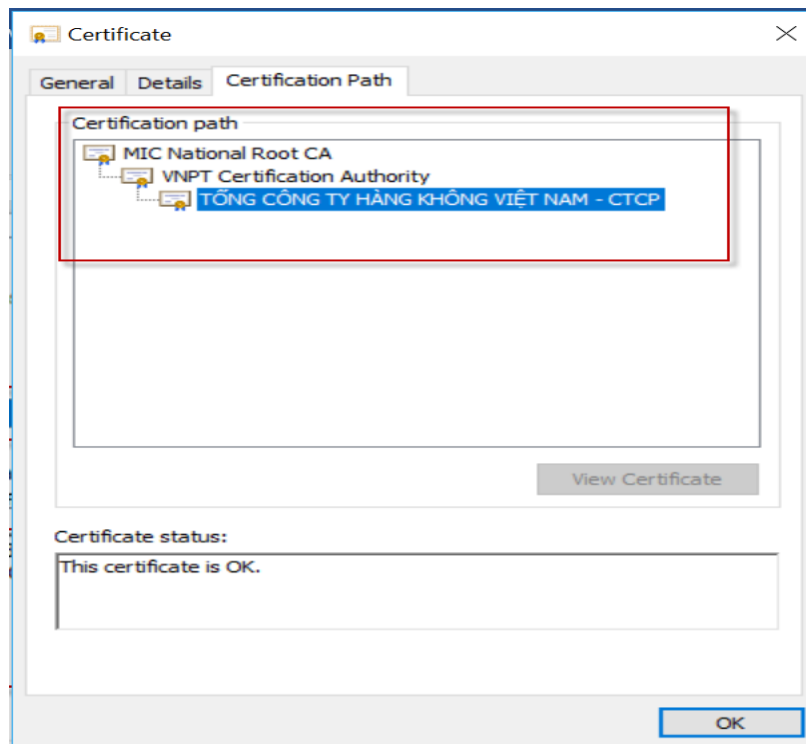 Certificate
General Details Certification Path
Certification path
MIC National Root CA
VNPT Certification Authority
TỔNG CÔNG TY HÀNG KHÔNG VIỆT NAM - CTCP
View Certificate
Certificate status:
This certificate is OK.
OK